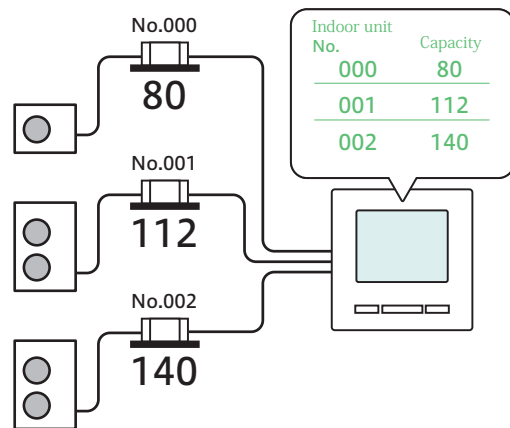 No.000
80
No.001
112
No.002
140
Indoor unit
No. Capacity
000 80
001 112
002 140